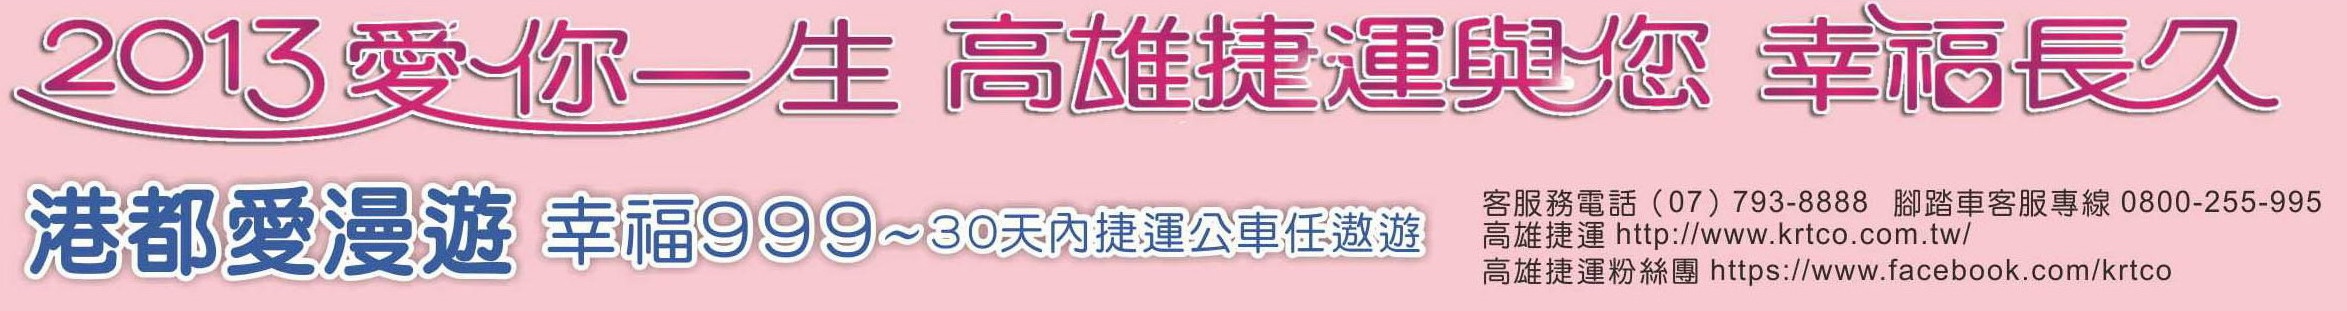 2013愛你一生 高雄捷運與您 幸福長久
港都愛漫遊 幸福999~30天內捷運公車任遨遊
客服務電話（07）793-8888 腳踏車客服專線 0800-255-995
高雄捷運 http://www.krtco.com.tw/
高雄捷運粉絲團 https://www.facebook.com/krtco